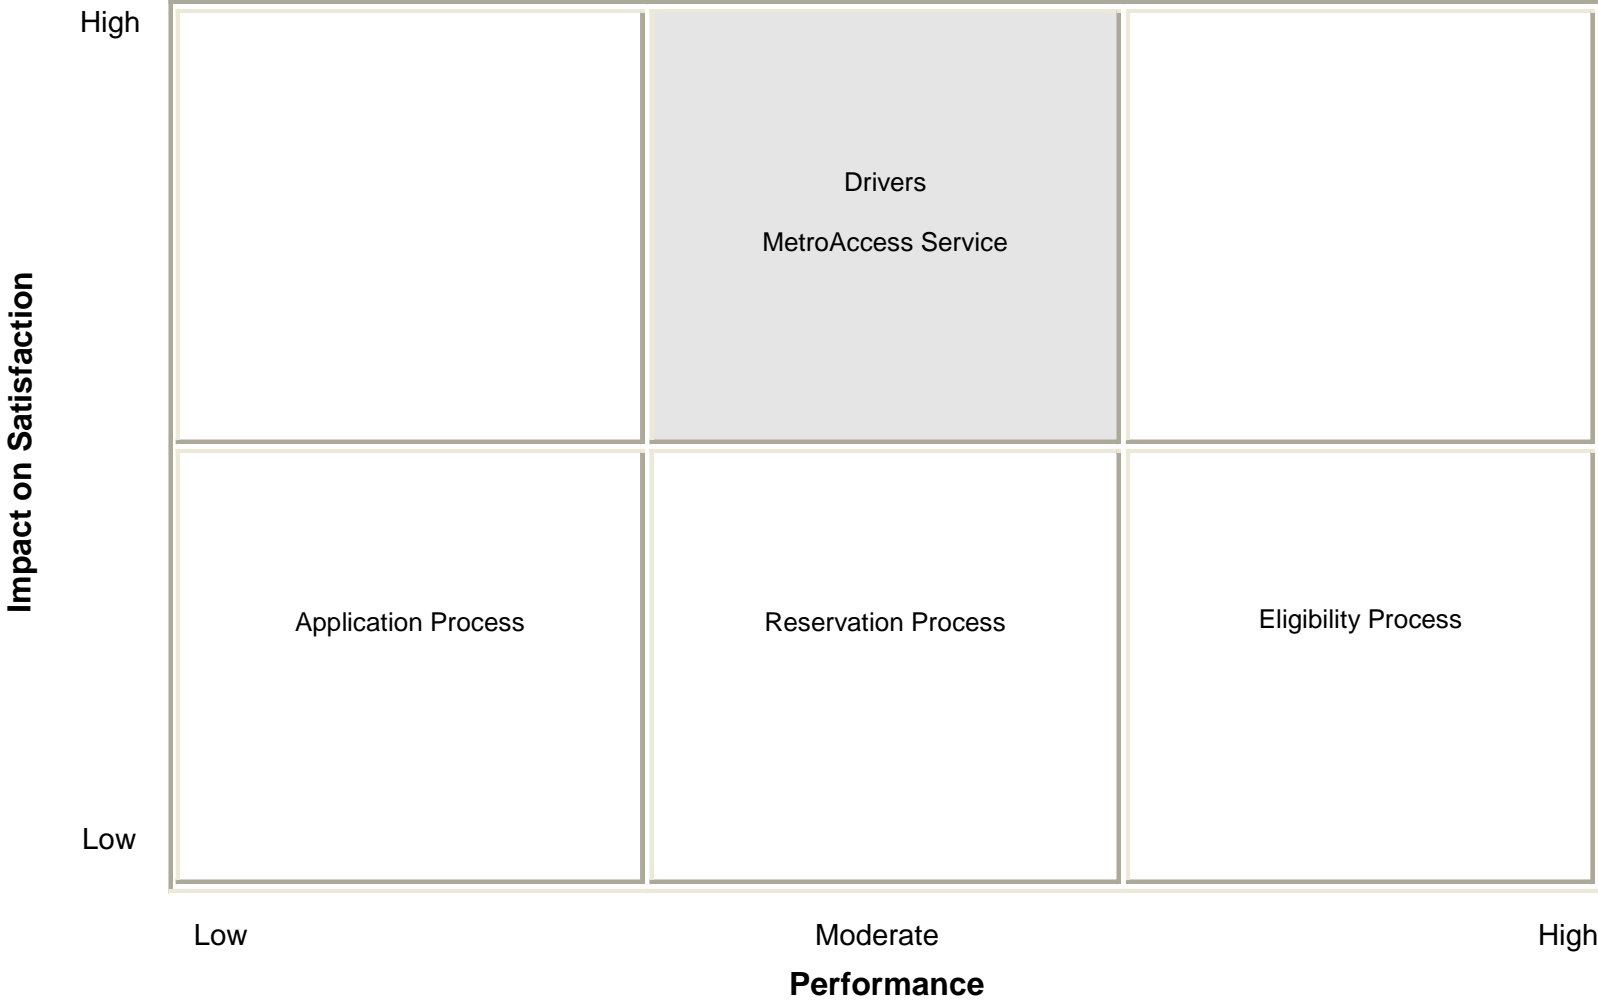 High
Drivers
MetroAccess Service
Impact on Satisfaction
Application Process
Reservation Process
Eligibility Process
Low
Low
Moderate
High
Performance